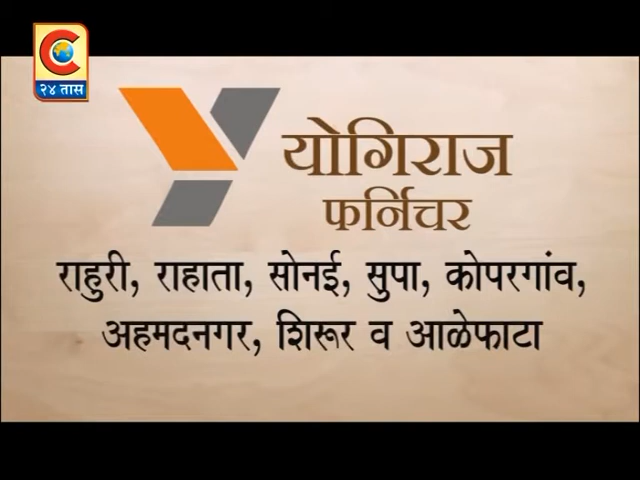 C
२४ तास
योगिराज
फर्निचर
राहुरी, राहाता, सोनई, सुपा, कोपरगांव,
अहमदनगर, शिरूर व आळेफाटा